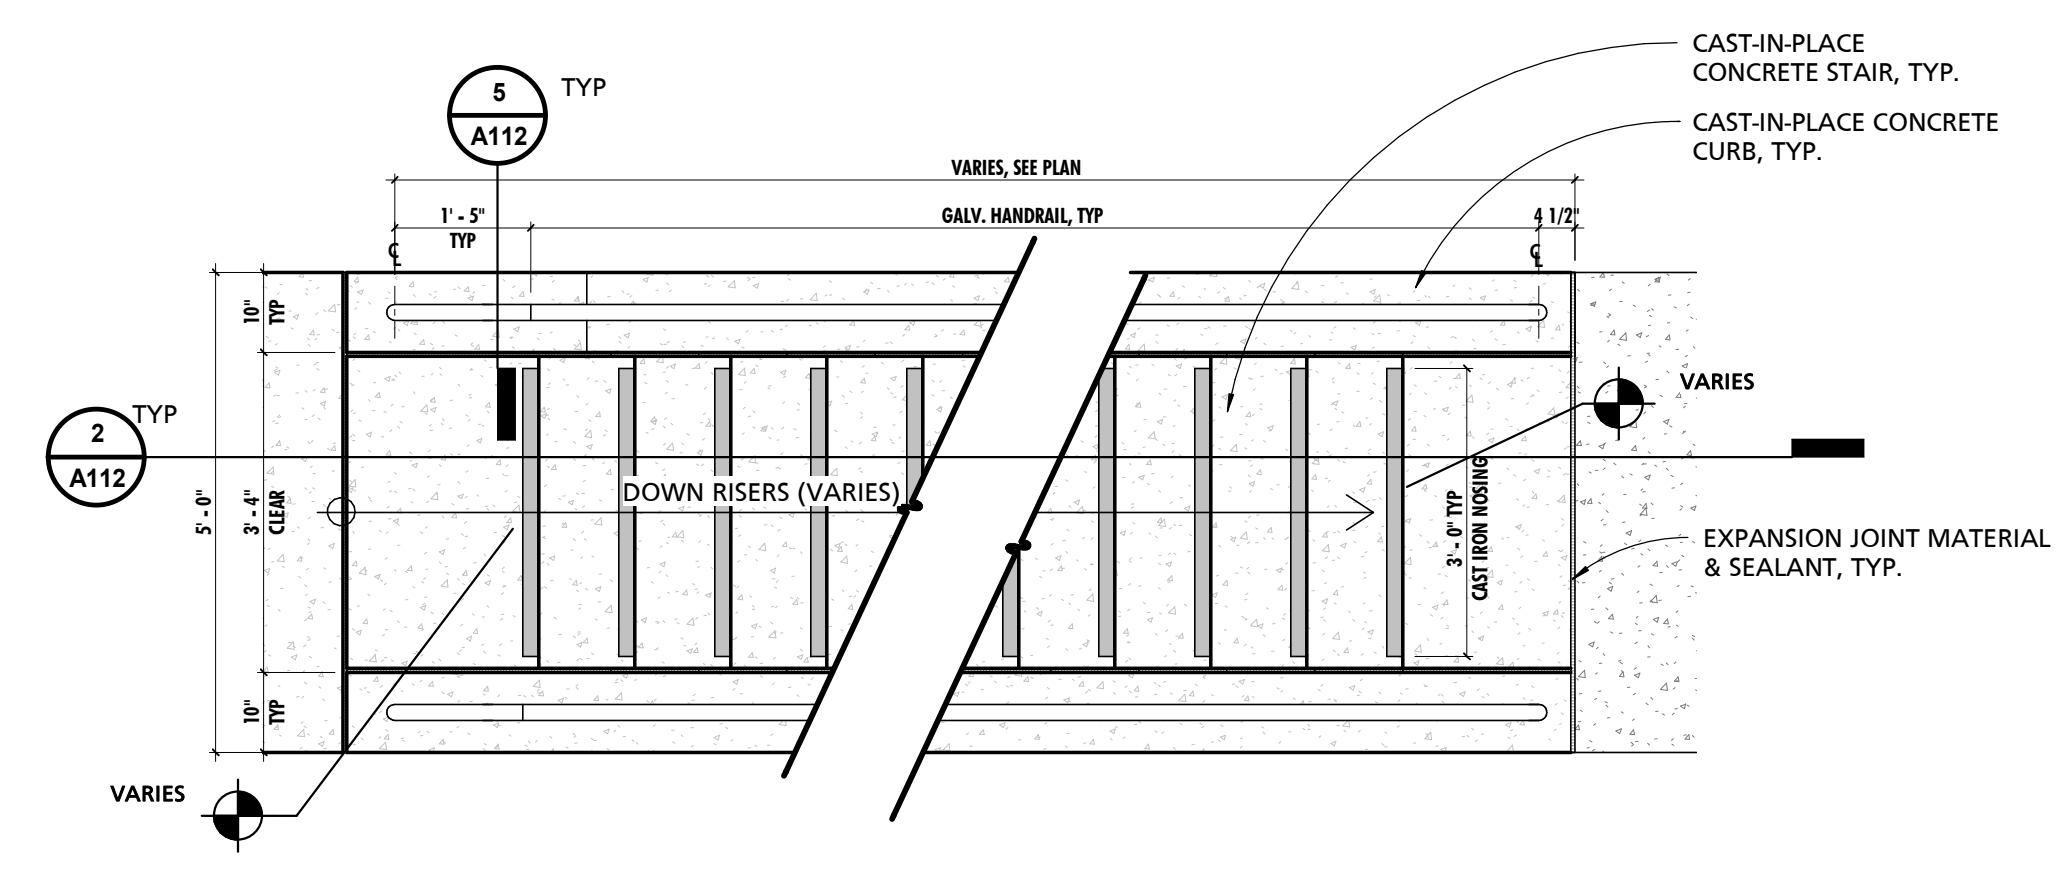 CAST-IN-PLACE
CONCRETE STAIR, TYP.
5
A112
TYP
CAST-IN-PLACE CONCRETE
CURB, TYP.
VARIES, SEE PLAN
1' - 5"
TYP
GALV. HANDRAIL, TYP
4 1/2"
℄
℄
10"
TYP
VARIES
2
A112
TYP
5' - 0"
3' - 4"
CLEAR
DOWN RISERS (VARIES)
3' - 0" TYP
CAST IRON NOSING
EXPANSION JOINT MATERIAL
& SEALANT, TYP.
10"
TYP
VARIES